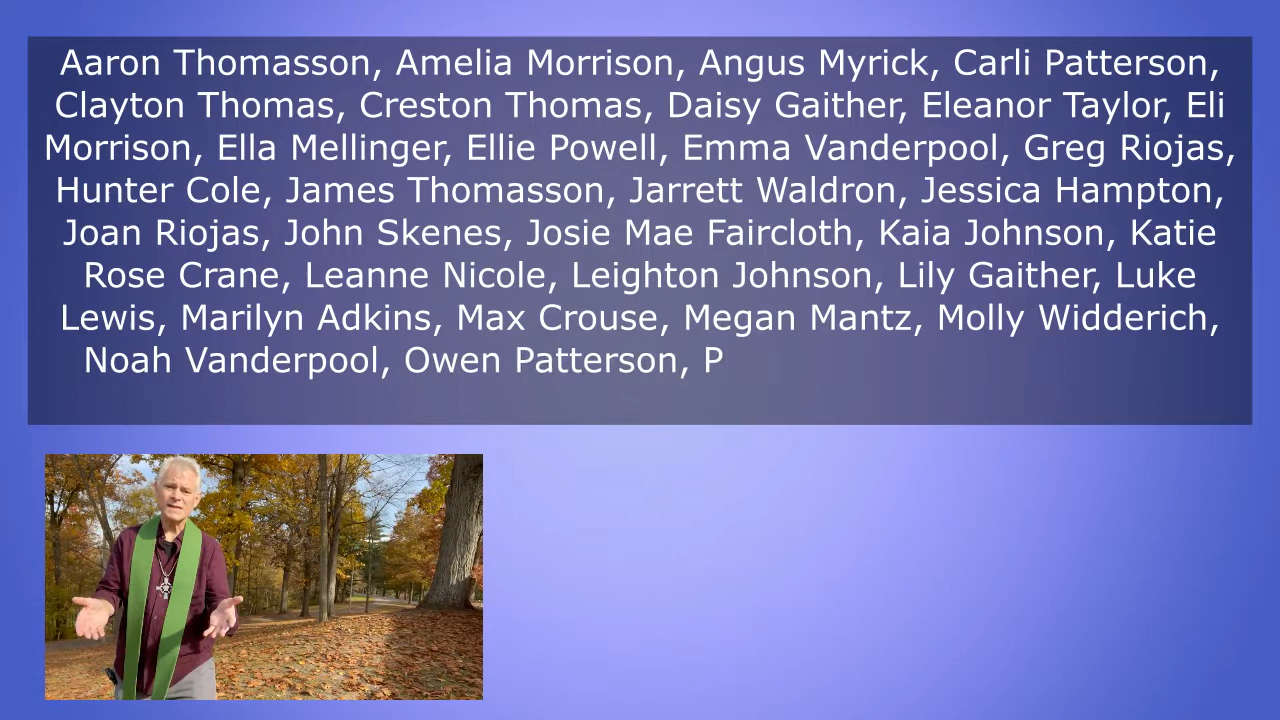 Aaron Thomasson, Amelia Morrison, Angus Myrick, Carli Patterson,
Clayton Thomas, Creston Thomas, Daisy Gaither, Eleanor Taylor, Eli
Morrison, Ella Mellinger, Ellie Powell, Emma Vanderpool, Greg Riojas,
Hunter Cole, James Thomasson, Jarrett Waldron, Jessica Hampton,
Joan Riojas, John Skenes, Josie Mae Faircloth, Kaia Johnson, Katie
Rose Crane, Leanne Nicole, Leighton Johnson, Lily Gaither, Luke
Lewis, Marilyn Adkins, Max Crouse, Megan Mantz, Molly Widderich,
Noah Vanderpool, Owen Patterson, P